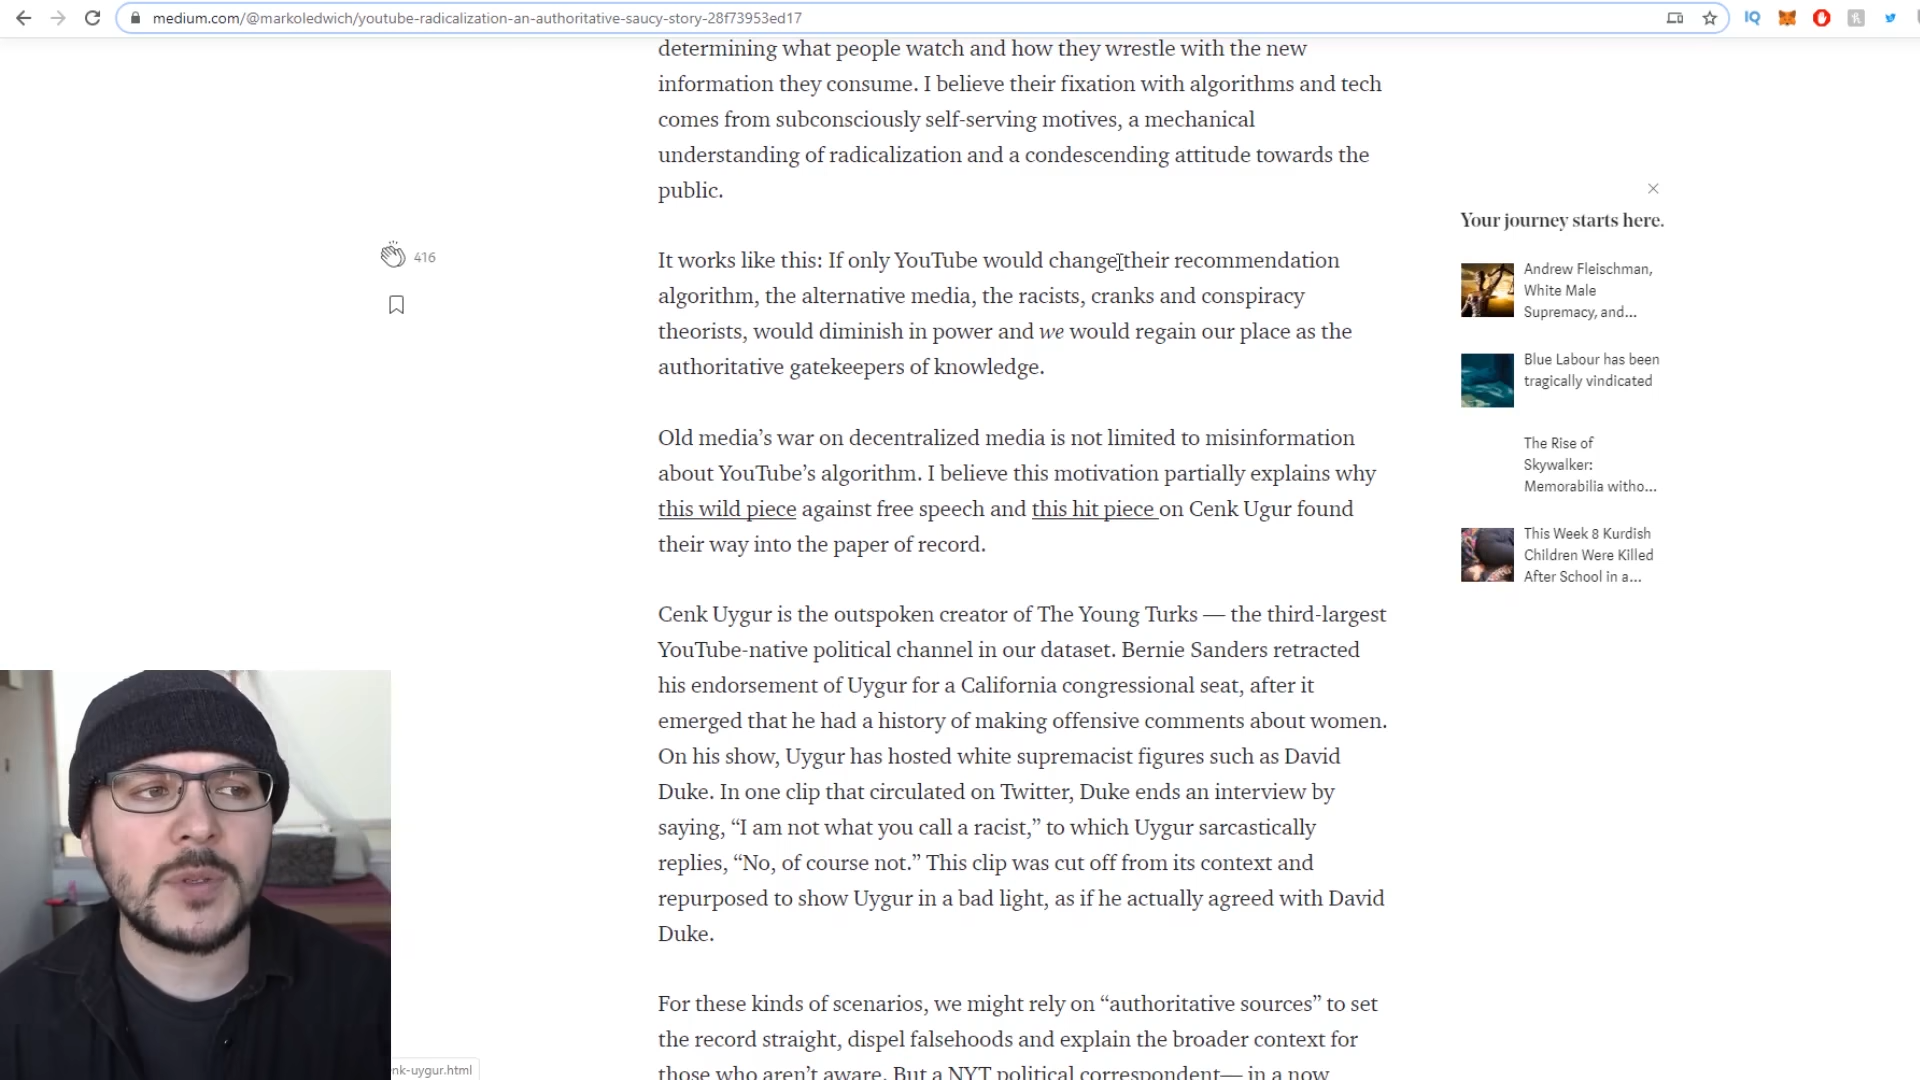 medium.com/@markoledwich/youtube-radicalization-an-authoritative-saucy-story-28f73953ed17
IQ
determining what people watch and how they wrestle with the new
information they consume. I believe their fixation with algorithms and tech
comes from subconsciously self-serving motives, a mechanical
understanding of radicalization and a condescending attitude towards the
public.
416
It works like this: If only YouTube would change their recommendation
algorithm, the alternative media, the racists, cranks and conspiracy
theorists, would diminish in power and we would regain our place as the
authoritative gatekeepers of knowledge.
Old media’s war on decentralized media is not limited to misinformation
about YouTube’s algorithm. I believe this motivation partially explains why
this wild piece against free speech and this hit piece on Cenk Ugur found
their way into the paper of record.
Cenk Uygur is the outspoken creator of The Young Turks — the third-largest
YouTube-native political channel in our dataset. Bernie Sanders retracted
his endorsement of Uygur for a California congressional seat, after it
emerged that he had a history of making offensive comments about women.
On his show, Uygur has hosted white supremacist figures such as David
Duke. In one clip that circulated on Twitter, Duke ends an interview by
saying, “I am not what you call a racist,” to which Uygur sarcastically
replies, “No, of course not.” This clip was cut off from its context and
repurposed to show Uygur in a bad light, as if he actually agreed with David
Duke.
For these kinds of scenarios, we might rely on “authoritative sources” to set
the record straight, dispel falsehoods and explain the broader context for
those who aren’t aware. But a NYT political correspondent— in a now
Your journey starts here.
Andrew Fleischman,
White Male
Supremacy, and...
Blue Labour has been
tragically vindicated
The Rise of
Skywalker:
Memorabilia witho...
This Week 8 Kurdish
Children Were Killed
After School in a...
nk-uygur.html